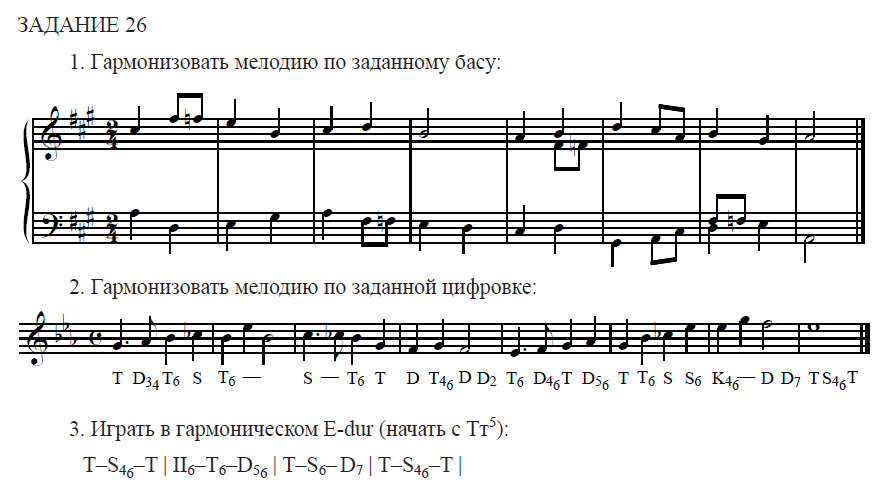 ЗАДАНИЕ 26
1. Гармонизовать мелодию по заданному басу:
2. Гармонизовать мелодию по заданной цифровке:
T D34 T6 S T6 — S — T6 T D T46 D D2 T6 D46 T D56 T T6 S S6 K46 — D D7 T S46 T
3. Играть в гармоническом E-dur (начать с Тт5):
T–S46–T | II6–T6–D56 | T–S6–D7 | T–S46–T |